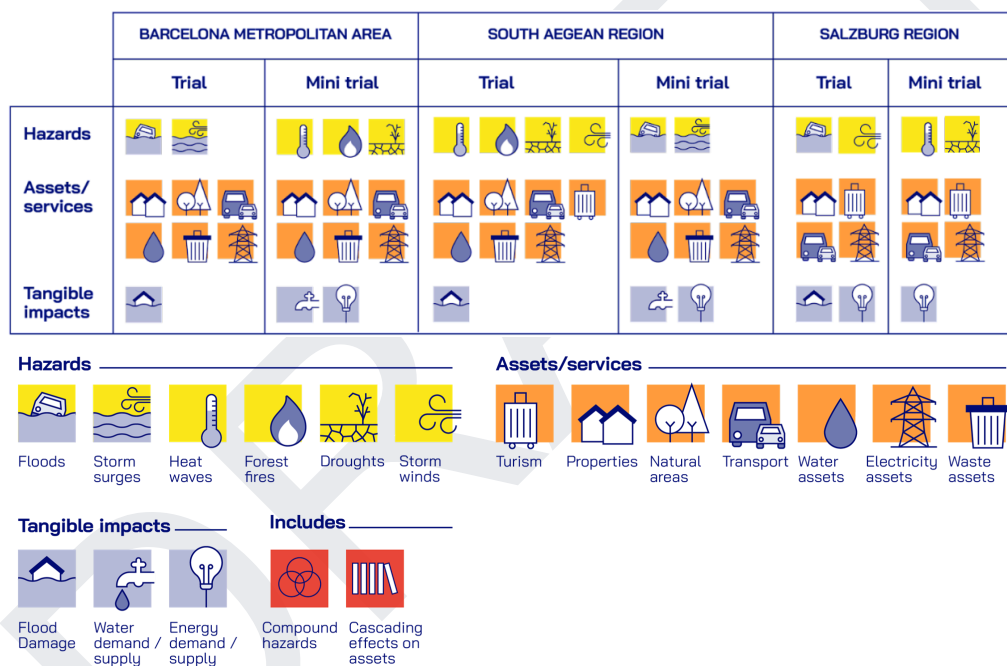 BARCELONA METROPOLITAN AREA
SOUTH AEGEAN REGION
SALZBURG REGION
Trial
Mini trial
Trial
Mini trial
Trial
Mini trial
Hazards
Assets/
services
Tangible
impacts
Hazards
Floods
Storm
surges
Heat
waves
Forest
fires
Droughts
Storm
winds
Assets/services
Turism
Properties
Natural
areas
Transport
Water
assets
Electricity
assets
Waste
assets
Tangible impacts
Flood
Damage
Water
demand /
supply
Energy
demand /
supply
Includes
Compound
hazards
Cascading
effects on
assets